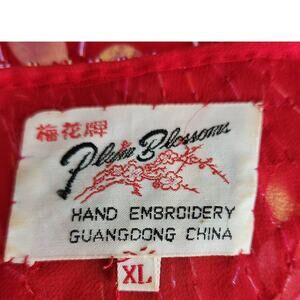 梅花牌
Plum Blossoms
HAND EMBROIDERY
GUANGDONG CHINA
XL